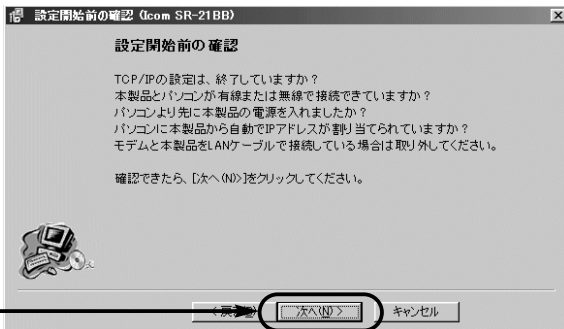 設定開始前の確認 (Icom SR-21BB)
設定開始前の確認
TCP/IPの設定は、終了していますか？
本製品とパソコンが有線または無線で接続できていますか？
パソコンより先に本製品の電源を入れましたか？
パソコンに本製品から自動でIPアドレスが割り当てられていますか？
モデムと本製品をLANケーブルで接続している場合は取り外してください。
確認できたら、[次へ(N)>]をクリックしてください。
次へ(N) >
キャンセル